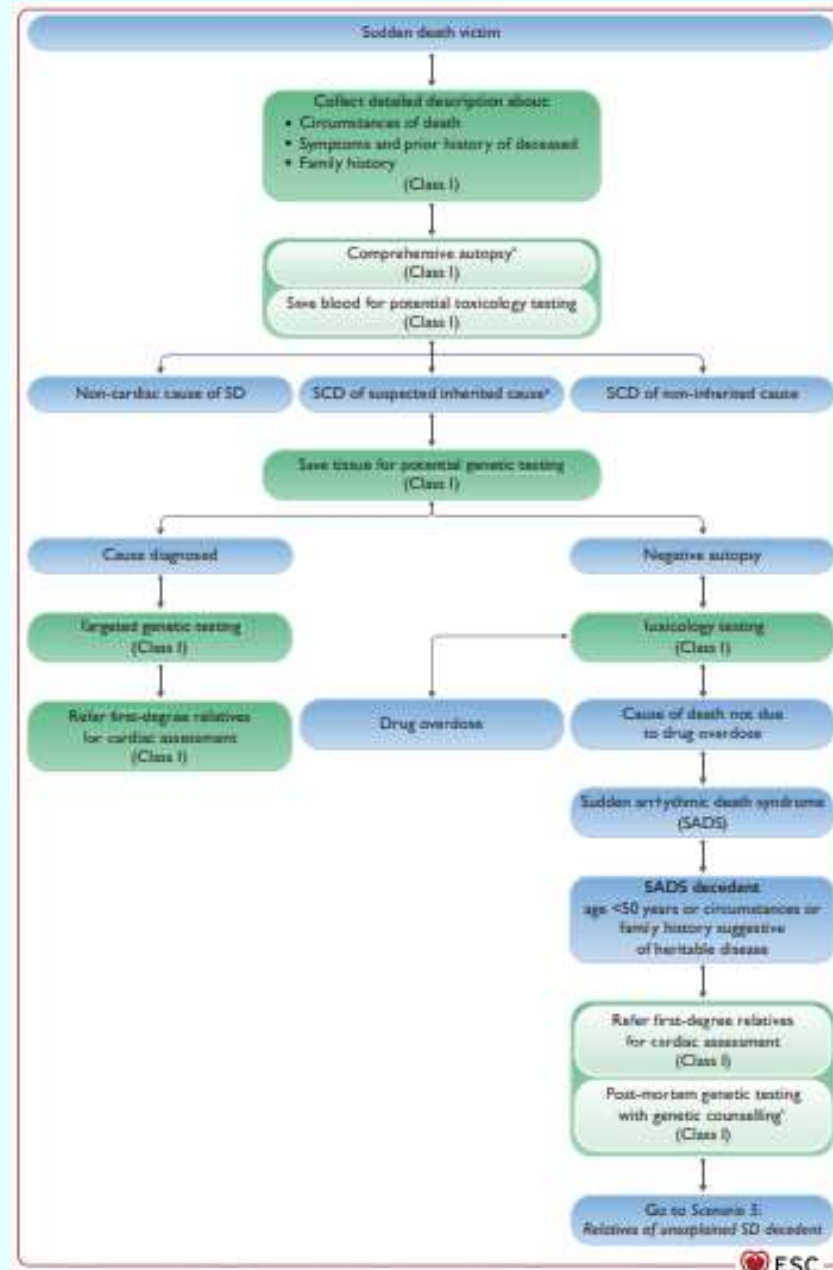 Sudden death victim
Collect detailed description about:
• Circumstances of death
• Symptoms and prior history of deceased
• Family history
(Class I)
Comprehensive autopsyᵃ
(Class I)
Save blood for potential toxicology testing
(Class I)
Non-cardiac cause of SD
SCD of suspected inherited cause
SCD of non-inherited cause
Save tissue for potential genetic testing
(Class I)
Cause diagnosed
Negative autopsy
Targeted genetic testing
(Class I)
Toxicology testing
(Class I)
Refer first-degree relatives
for cardiac assessment
(Class I)
Drug overdose
Cause of death not due
to drug overdose
Sudden arrhythmic death syndrome
(SADS)
SADS decedent
age <50 years or circumstances or
family history suggestive
of heritable disease
Refer first-degree relatives
for cardiac assessment
(Class I)
Post-mortem genetic testing
with genetic counselling
(Class I)
Go to Scenario 5:
Relatives of unexplained SD decedent
ESC